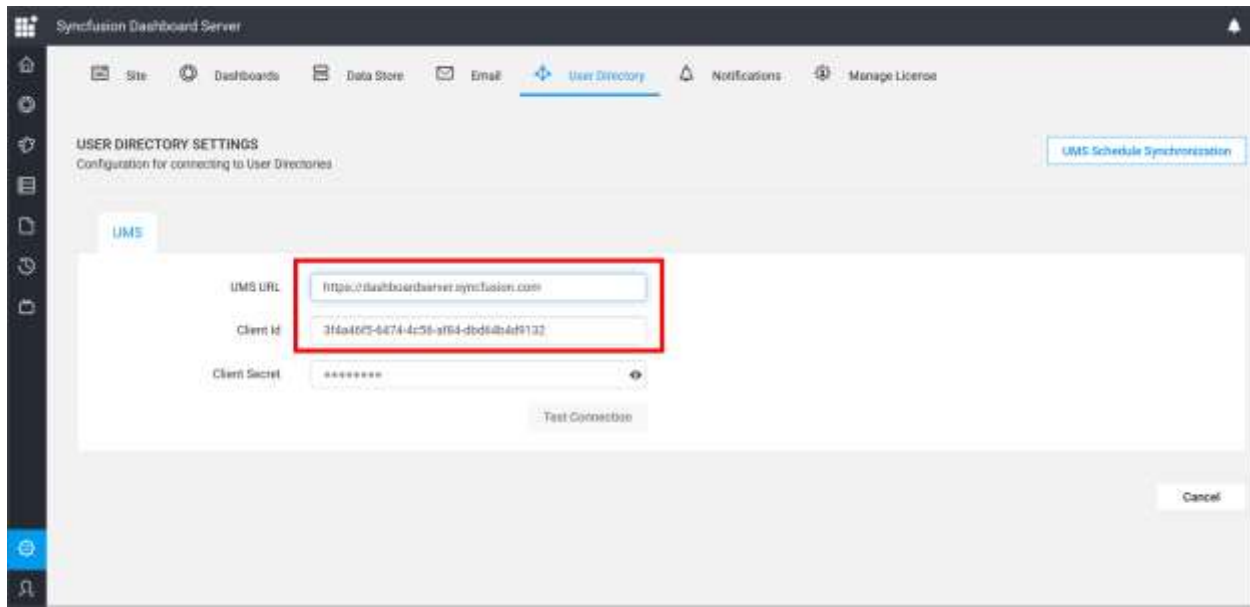 Syncfusion Dashboard Server
Site Dashboards Data Store Email User Directory Notifications Manage License
USER DIRECTORY SETTINGS
Configuration for connecting to User Directories
UMS Schedule Synchronization
UMS
UMS URL https://dashboardserver.syncfusion.com
Client Id
Client Secret ********
Test Connection
Cancel